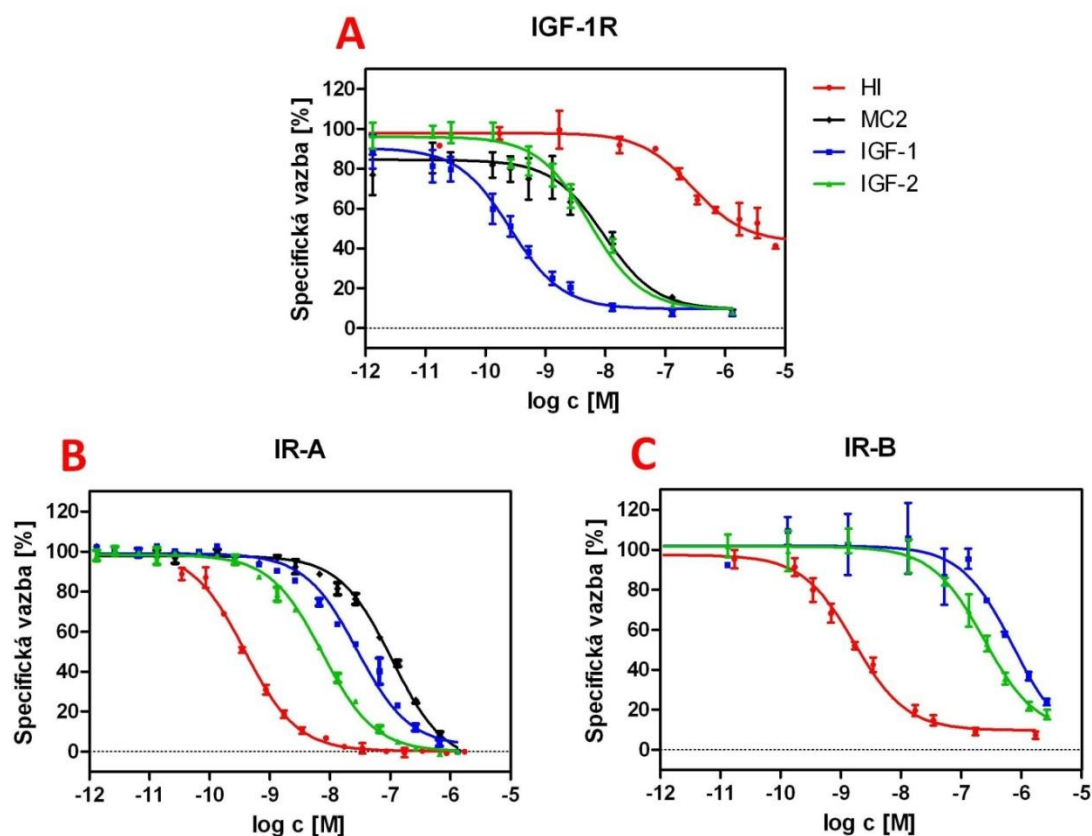 A
IGF-1R
Specifická vazba [%]
120
100
80
60
40
20
0
-12 -11 -10 -9 -8 -7 -6 -5
log c [M]
HI
MC2
IGF-1
IGF-2
B
IR-A
Specifická vazba [%]
120
100
80
60
40
20
0
-12 -11 -10 -9 -8 -7 -6 -5
log c [M]
C
IR-B
Specifická vazba [%]
120
100
80
60
40
20
0
-12 -11 -10 -9 -8 -7 -6 -5
log c [M]